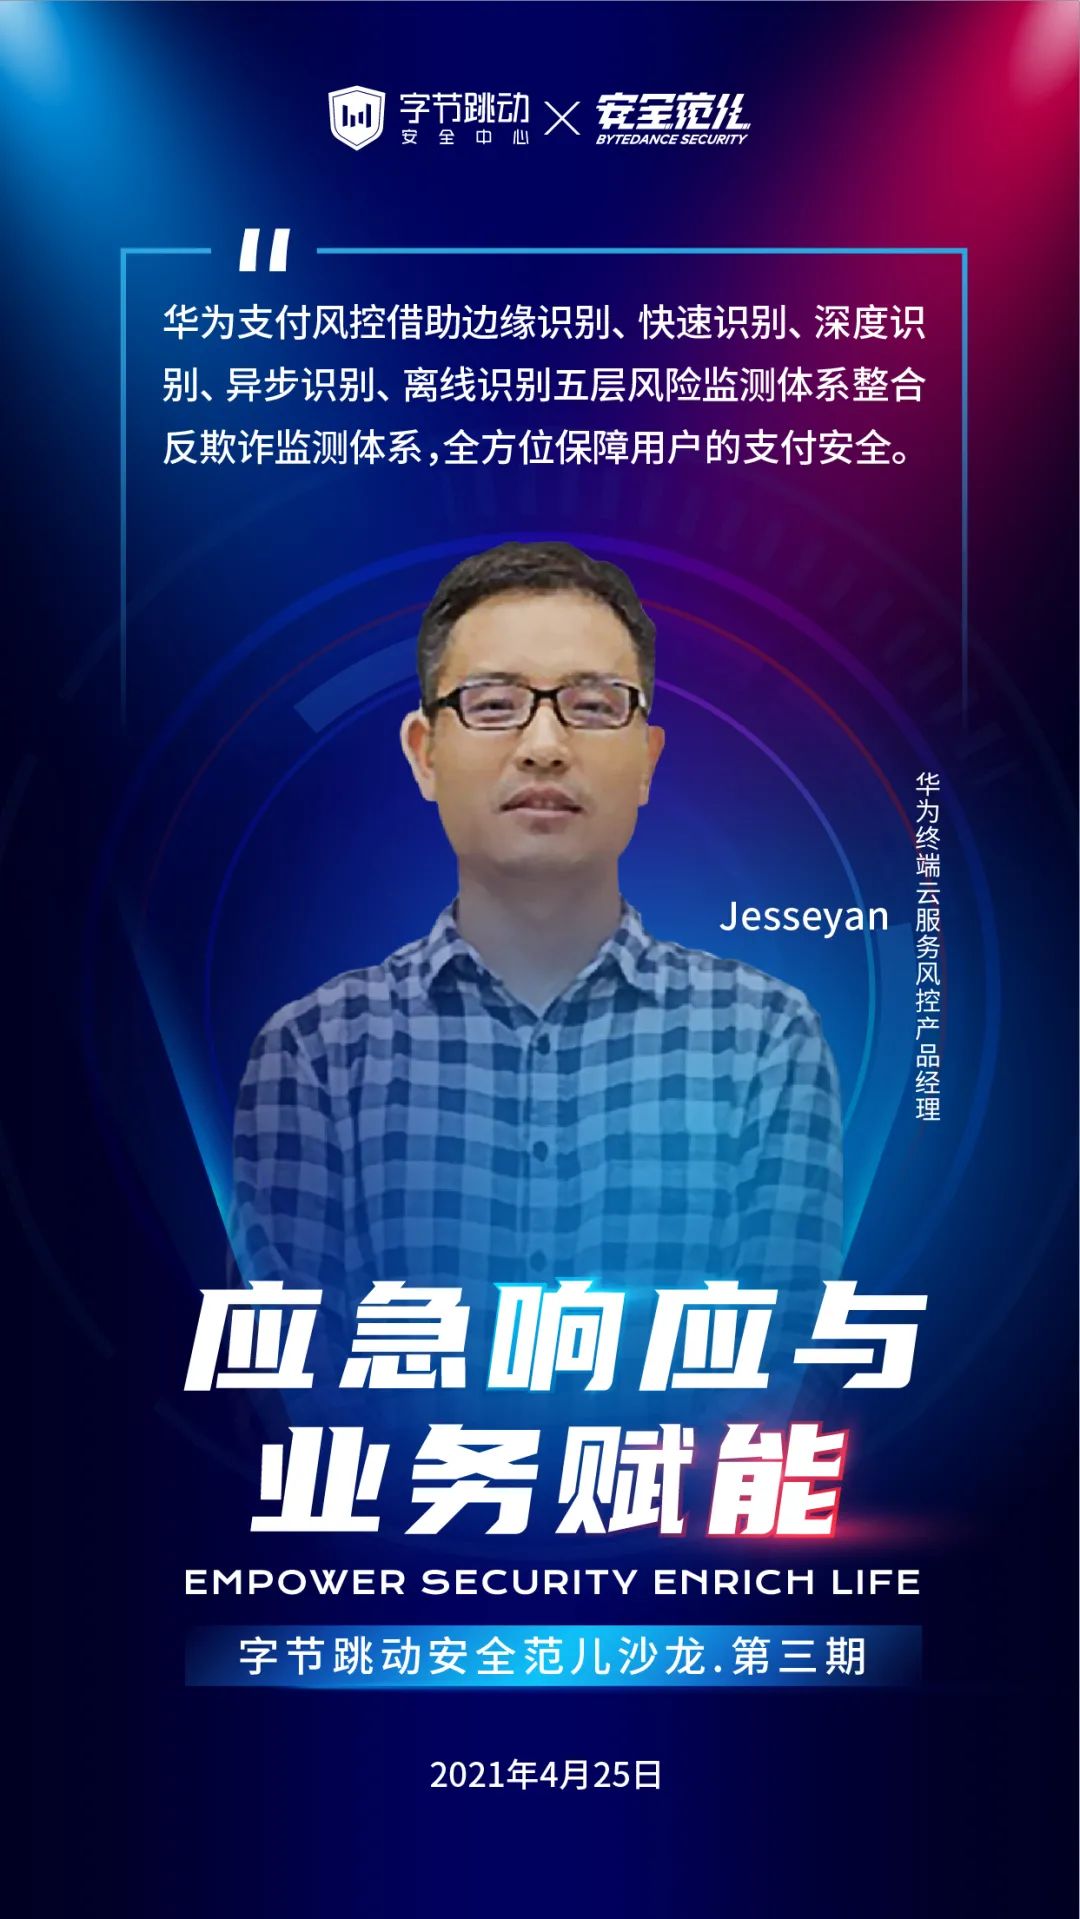 字节跳动
安全中心
安全范儿
BYTEDANCE SECURITY
华为支付风控借助边缘识别、快速识别、深度识
别、异步识别、离线识别五层风险监测体系整合
反欺诈监测体系,全方位保障用户的支付安全。
Jesseyan
华为终端云服务风控产品经理
应急响应与
业务赋能
EMPOWER SECURITY ENRICH LIFE
字节跳动安全范儿沙龙.第三期
2021年4月25日